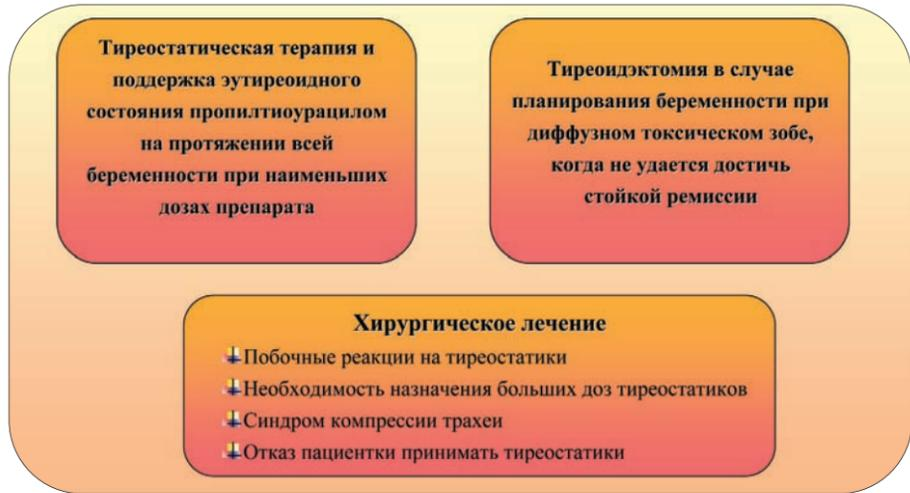 Тиреостатическая терапия и
поддержка эутиреоидного
состояния пропилтиоурацилом
на протяжении всей
беременности при наименьших
дозах препарата
Тиреоидэктомия в случае
планирования беременности при
диффузном токсическом зобе,
когда не удается достичь
стойкой ремиссии
Хирургическое лечение
Побочные реакции на тиреостатики
Необходимость назначения больших доз тиреостатиков
Синдром компрессии трахеи
Отказ пациентки принимать тиреостатики